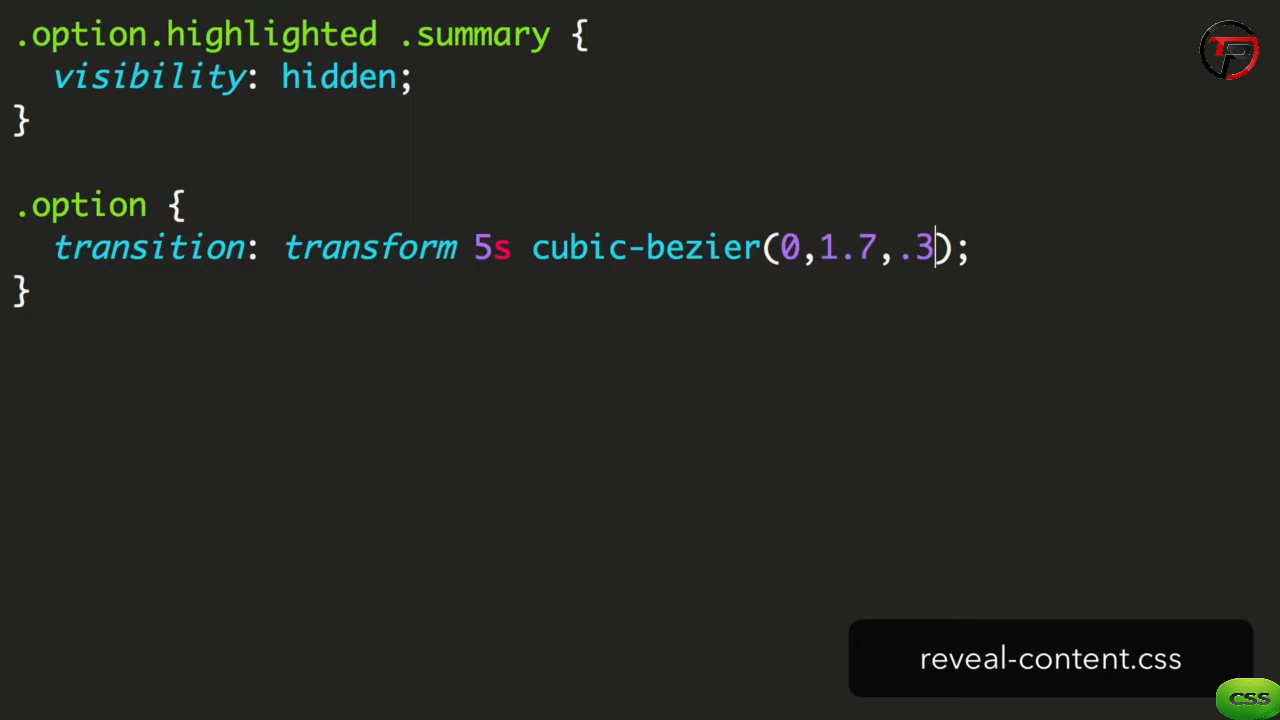 .option.highlighted .summary {
visibility: hidden;
}
.option {
transition: transform 5s cubic-bezier(0,1.7,.3);
}
reveal-content.css
CSS